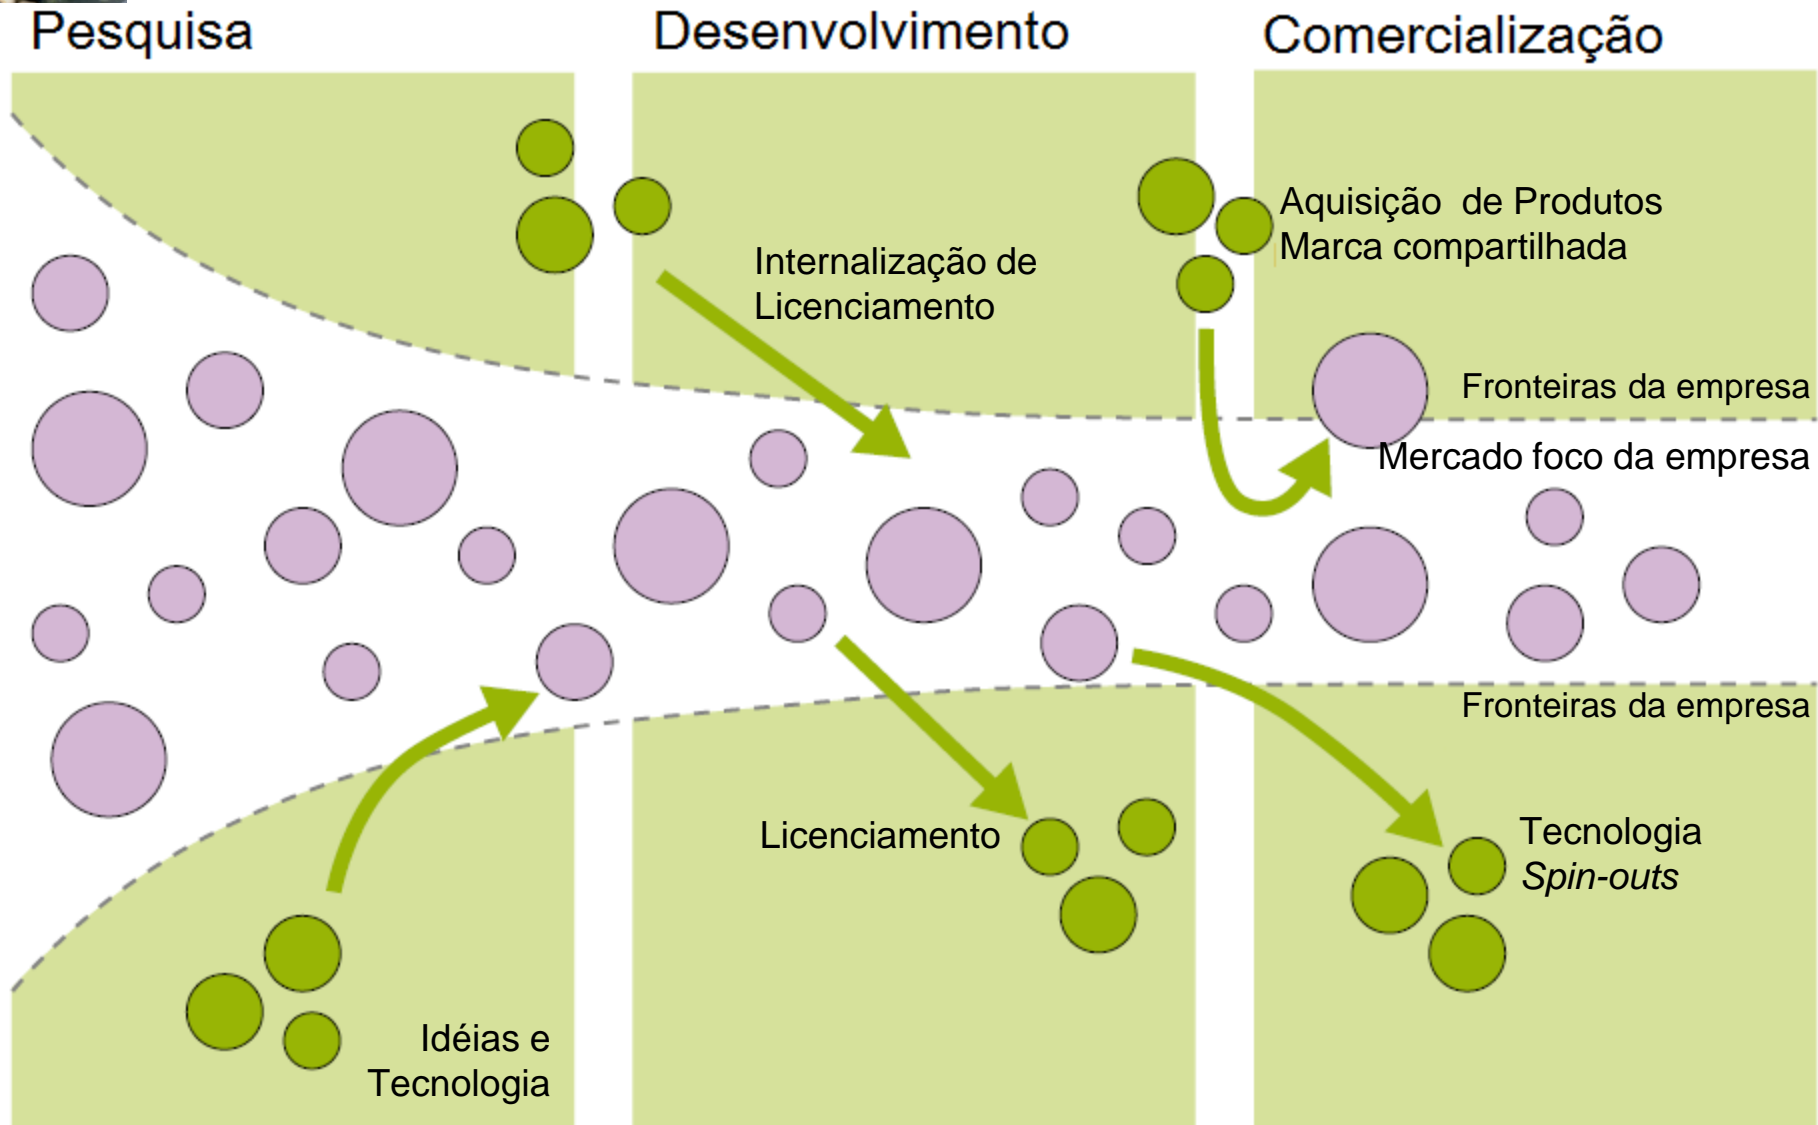 Pesquisa
Desenvolvimento
Comercialização
Aquisição de Produtos
Marca compartilhada
Internalização de
Licenciamento
Fronteiras da empresa
Mercado foco da empresa
Fronteiras da empresa
Licenciamento
Tecnologia
Spin-outs
Idéias e
Tecnologia